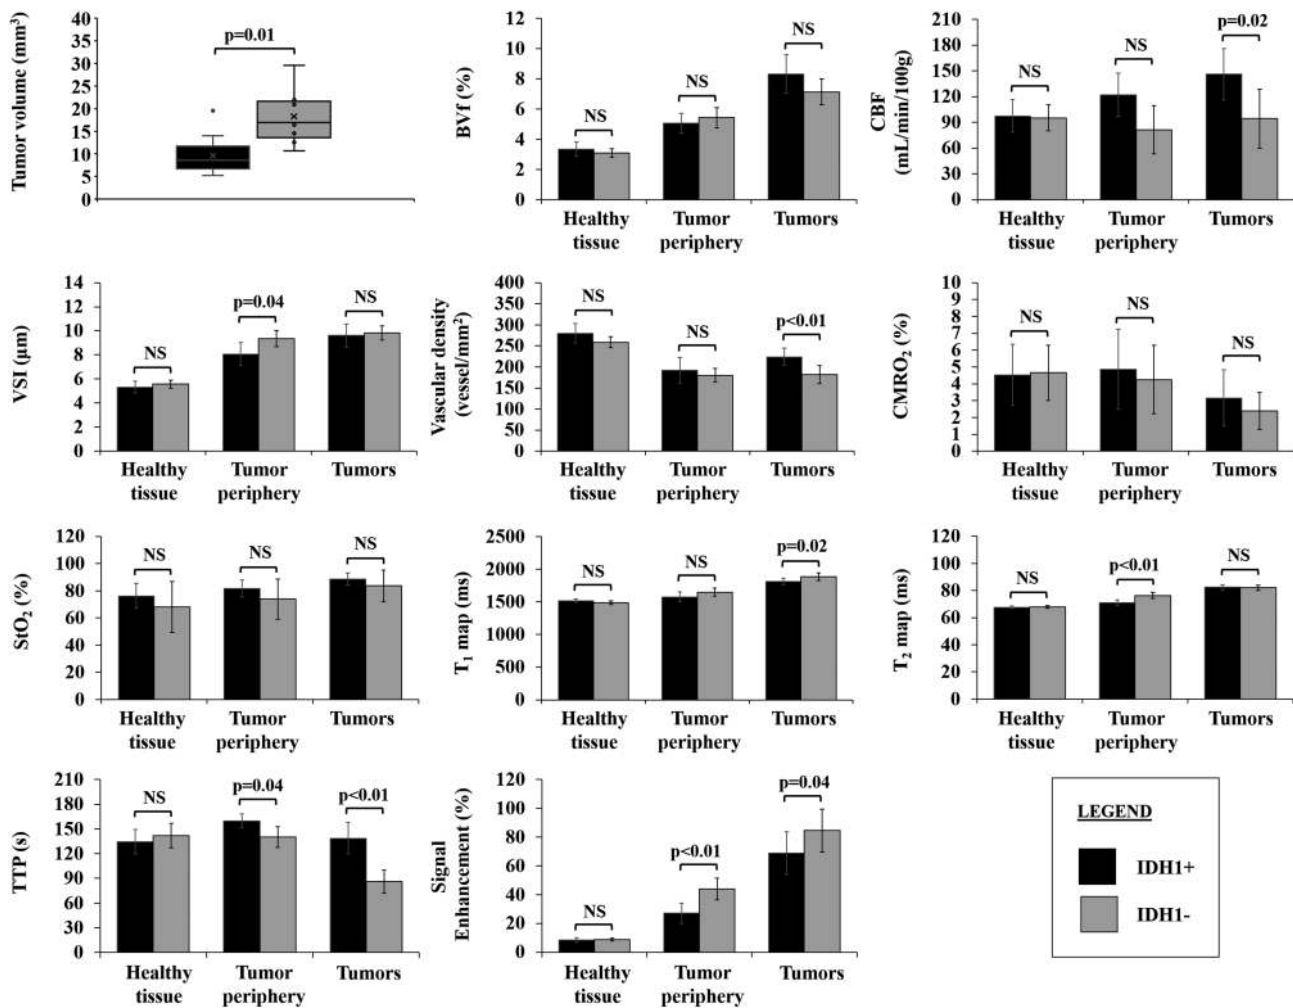 Tumor volume (mm³)
40
35
30
25
20
15
10
5
0
p=0.01
BVf (%)
12
10
8
6
4
2
0
NS
NS
NS
Healthy
tissue
Tumor
periphery
Tumors
CBF
(mL/min/100g)
210
180
150
120
90
60
30
0
NS
NS
p=0.02
Healthy
tissue
Tumor
periphery
Tumors
VSI (µm)
14
12
10
8
6
4
2
0
NS
p=0.04
NS
Healthy
tissue
Tumor
periphery
Tumors
Vascular density
(vessel/mm²)
400
350
300
250
200
150
100
50
0
NS
NS
p<0.01
Healthy
tissue
Tumor
periphery
Tumors
CMRO₂ (%)
10
9
8
7
6
5
4
3
2
1
0
NS
NS
NS
Healthy
tissue
Tumor
periphery
Tumors
StO₂ (%)
120
100
80
60
40
20
0
NS
NS
NS
Healthy
tissue
Tumor
periphery
Tumors
T₁ map (ms)
2500
2000
1500
1000
500
0
NS
NS
p=0.02
Healthy
tissue
Tumor
periphery
Tumors
T₂ map (ms)
120
100
80
60
40
20
0
NS
p<0.01
NS
Healthy
tissue
Tumor
periphery
Tumors
TTP (s)
210
180
150
120
90
60
30
0
NS
p=0.04
p<0.01
Healthy
tissue
Tumor
periphery
Tumors
Signal
Enhancement (%)
120
100
80
60
40
20
0
NS
p<0.01
p=0.04
Healthy
tissue
Tumor
periphery
Tumors
LEGEND
IDH1+
IDH1-